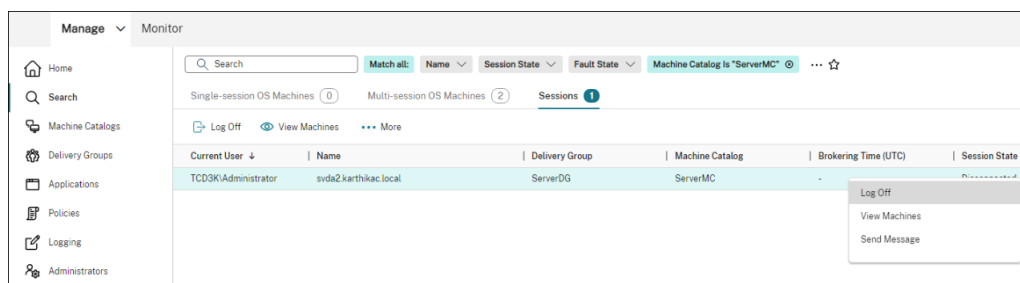 Manage Monitor
Home
Search
Machine Catalogs
Delivery Groups
Applications
Policies
Logging
Administrators
Search Match all: Name Session State Fault State Machine Catalog Is "ServerMC" ...
Single-session OS Machines 0 Multi-session OS Machines 2 Sessions 1
Log Off View Machines ... More
Current User ↓ Name Delivery Group Machine Catalog Brokering Time (UTC) Session State
TCD3K\Administrator svda2.karthikac.local ServerDG ServerMC - Disconnected
Log Off
View Machines
Send Message